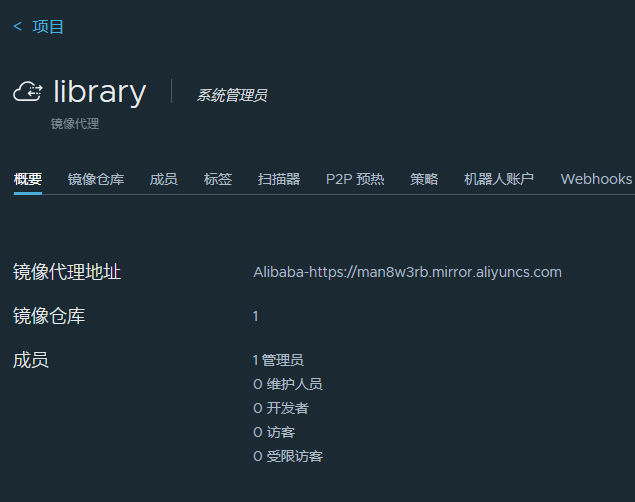 < 项目
library 系统管理员
镜像代理
概要 镜像仓库 成员 标签 扫描器 P2P 预热 策略 机器人账户 Webhooks
镜像代理地址 Alibaba-https://man8w3rb.mirror.aliyuncs.com
镜像仓库 1
成员 1 管理员
0 维护人员
0 开发者
0 访客
0 受限访客